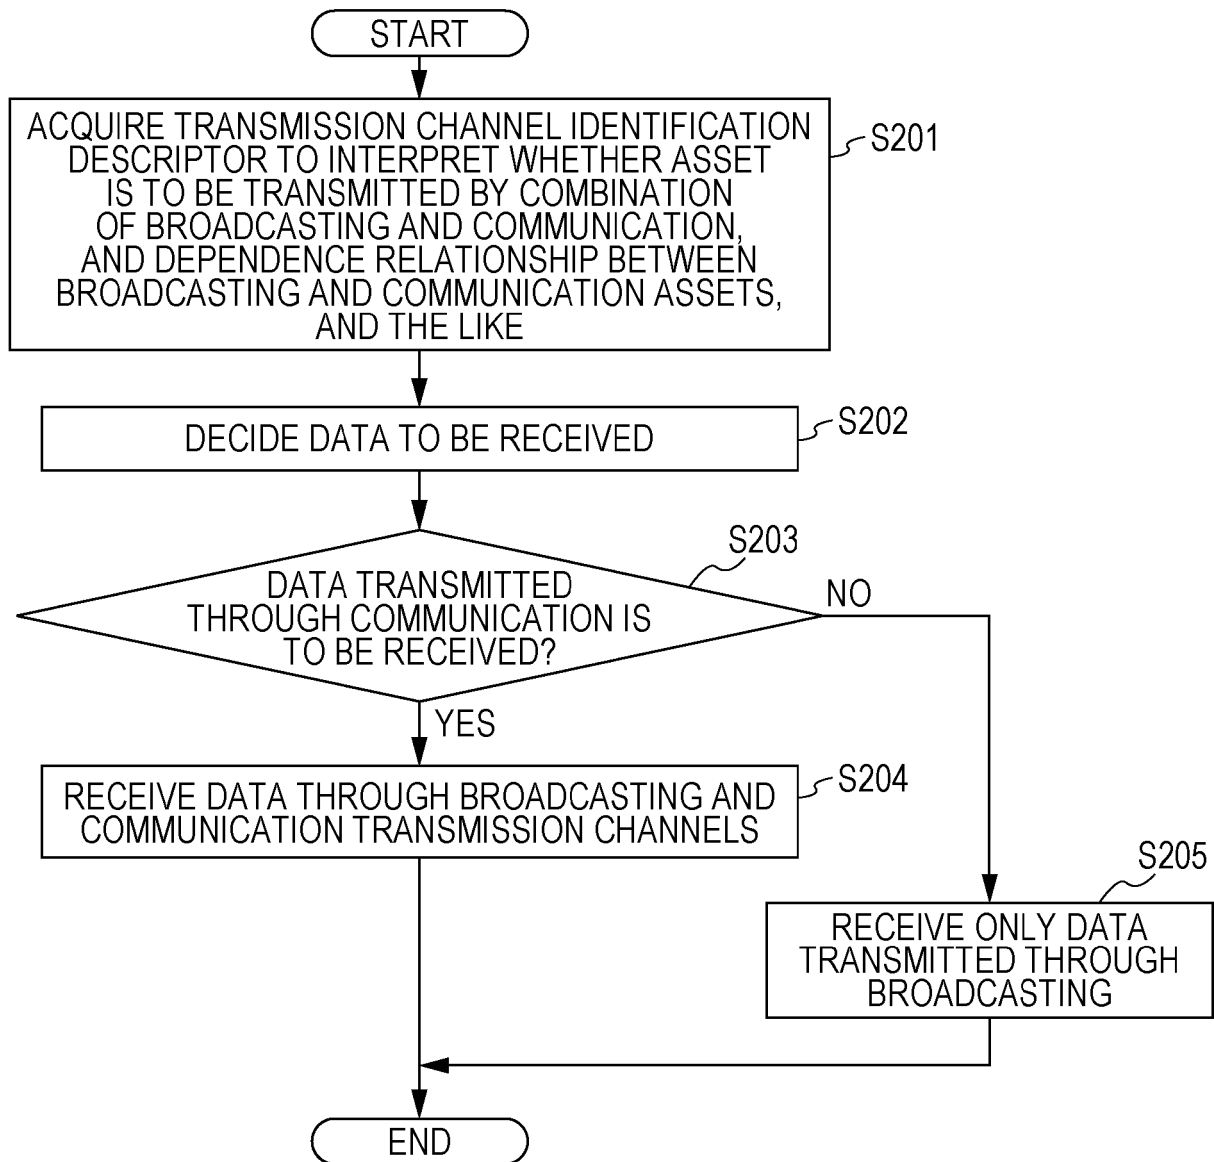 START
ACQUIRE TRANSMISSION CHANNEL IDENTIFICATION
DESCRIPTOR TO INTERPRET WHETHER ASSET
IS TO BE TRANSMITTED BY COMBINATION
OF BROADCASTING AND COMMUNICATION,
AND DEPENDENCE RELATIONSHIP BETWEEN
BROADCASTING AND COMMUNICATION ASSETS,
AND THE LIKE
S201
DECIDE DATA TO BE RECEIVED
S202
DATA TRANSMITTED
THROUGH COMMUNICATION IS
TO BE RECEIVED?
S203
NO
YES
RECEIVE DATA THROUGH BROADCASTING AND
COMMUNICATION TRANSMISSION CHANNELS
S204
S205
RECEIVE ONLY DATA
TRANSMITTED THROUGH
BROADCASTING
END